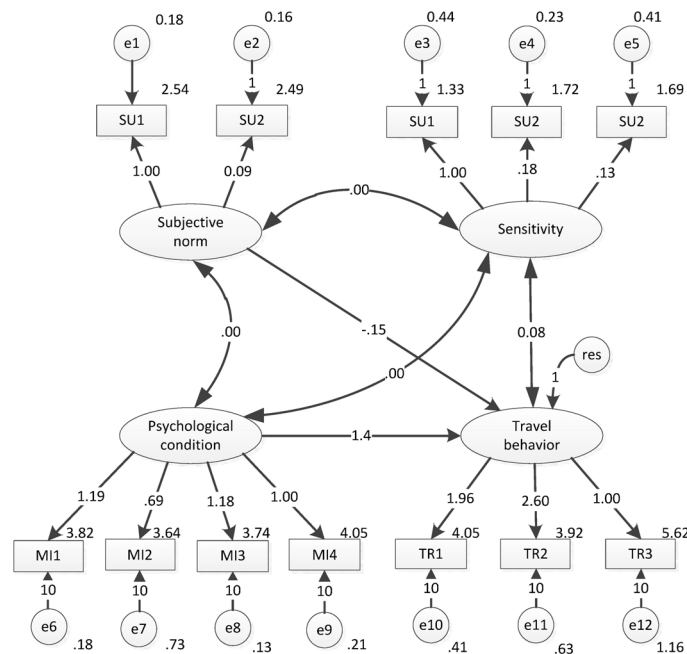 0.18
0.16
0.44
0.23
0.41
e1
e2
e3
e4
e5
1
1
1
1
2.54
2.49
1.33
1.72
1.69
SU1
SU2
SU1
SU2
SU2
1.00
0.09
1.00
.18
.13
.00
Subjective
norm
Sensitivity
.00
-.15
0.08
res
.00
1
Psychological
condition
1.4
Travel
behavior
1.19
.69
1.18
1.00
1.96
2.60
1.00
3.82
3.64
3.74
4.05
4.05
3.92
5.62
MI1
MI2
MI3
MI4
TR1
TR2
TR3
10
10
10
10
10
10
10
e6
e7
e8
e9
e10
e11
e12
.18
.73
.13
.21
.41
.63
1.16